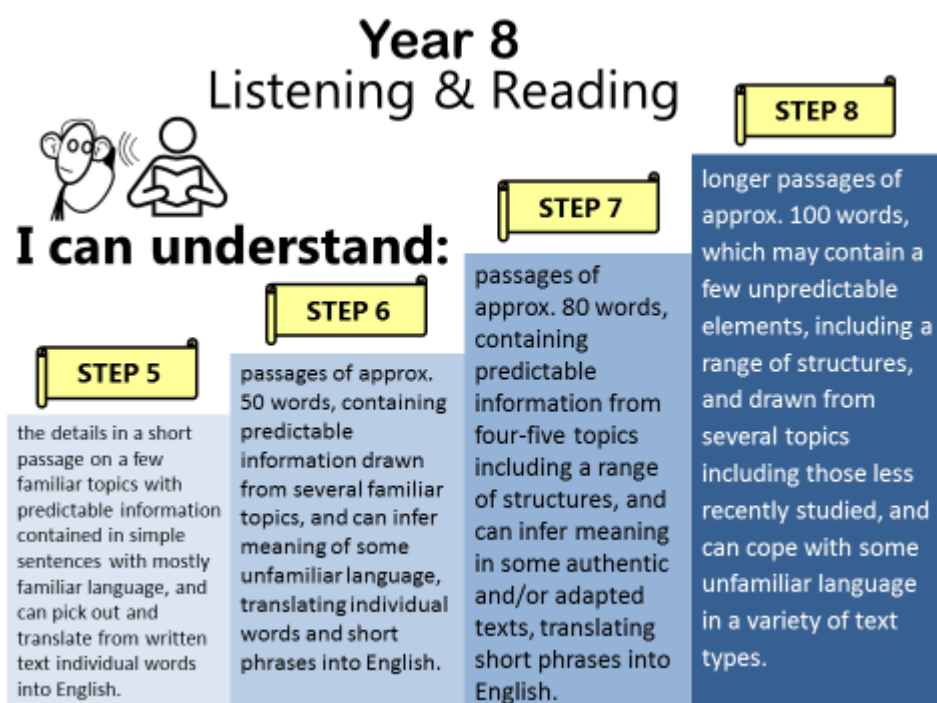 Year 8
Listening & Reading
I can understand:
STEP 5
the details in a short
passage on a few
familiar topics with
predictable information
contained in simple
sentences with mostly
familiar language, and
can pick out and
translate from written
text individual words
into English.
STEP 6
passages of approx.
50 words, containing
predictable
information drawn
from several familiar
topics, and can infer
meaning of some
unfamiliar language,
translating individual
words and short
phrases into English.
STEP 7
passages of
approx. 80 words,
containing
predictable
information from
four-five topics
including a range
of structures, and
can infer meaning
in some authentic
and/or adapted
texts, translating
short phrases into
English.
STEP 8
longer passages of
approx. 100 words,
which may contain a
few unpredictable
elements, including a
range of structures,
and drawn from
several topics
including those less
recently studied, and
can cope with some
unfamiliar language
in a variety of text
types.